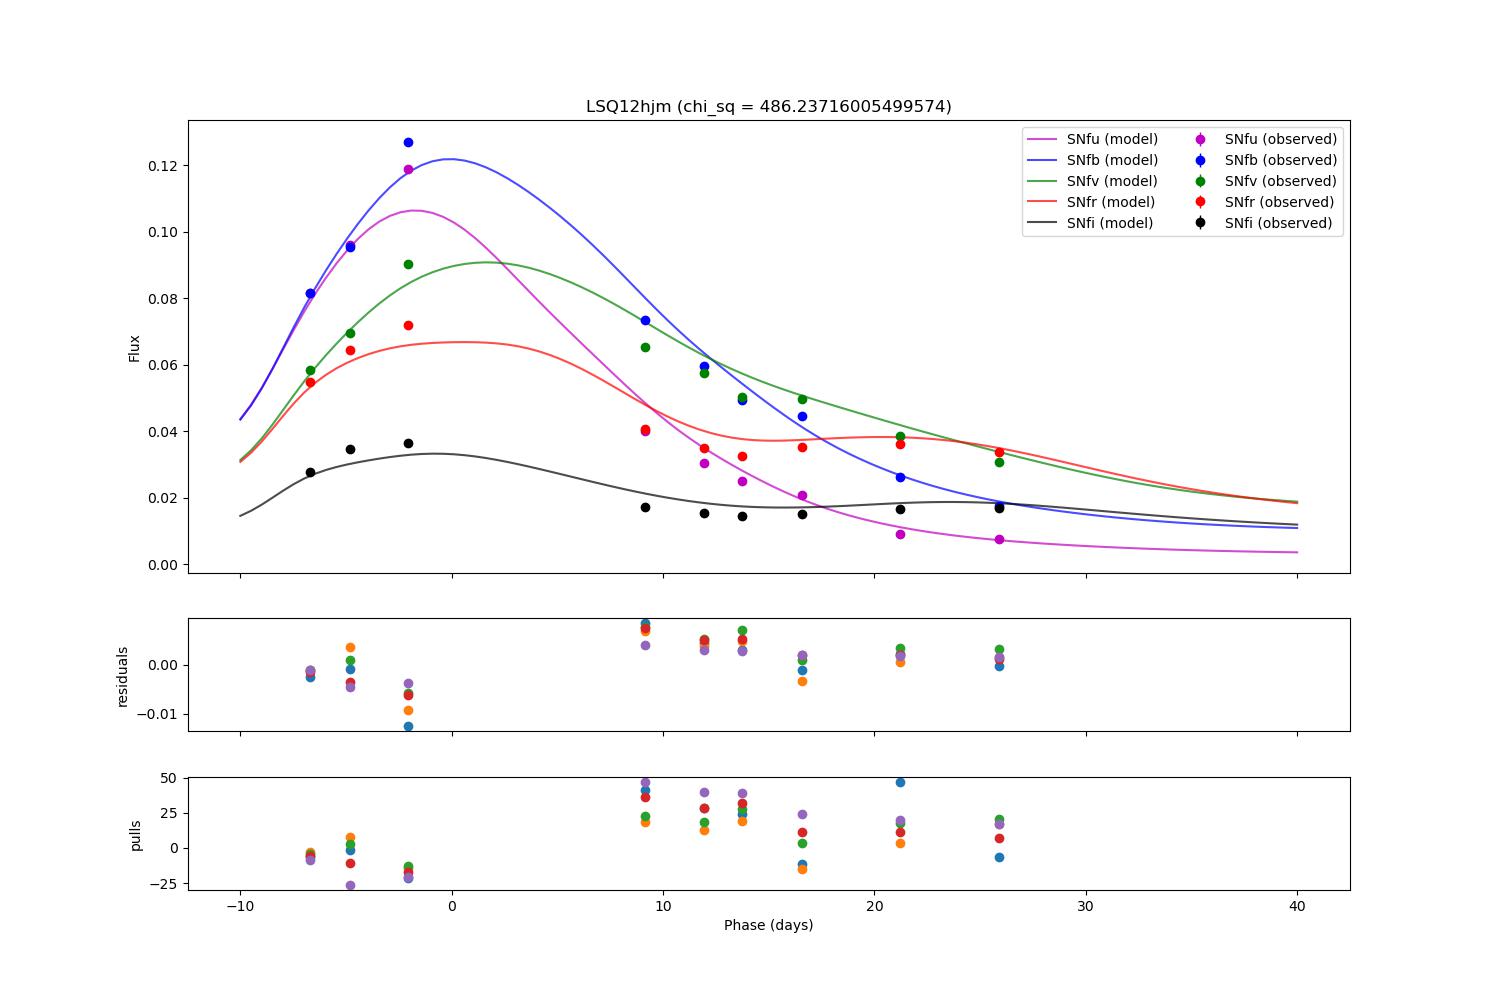 LSQ12hjm (chi_sq = 486.23716005499574)
SNfu (model) SNfu (observed)
SNfb (model) SNfb (observed)
SNfv (model) SNfv (observed)
SNfr (model) SNfr (observed)
SNfi (model) SNfi (observed)
Flux
0.12
0.10
0.08
0.06
0.04
0.02
0.00
residuals
0.00
−0.01
pulls
50
25
0
−25
−10 0 10 20 30 40
Phase (days)